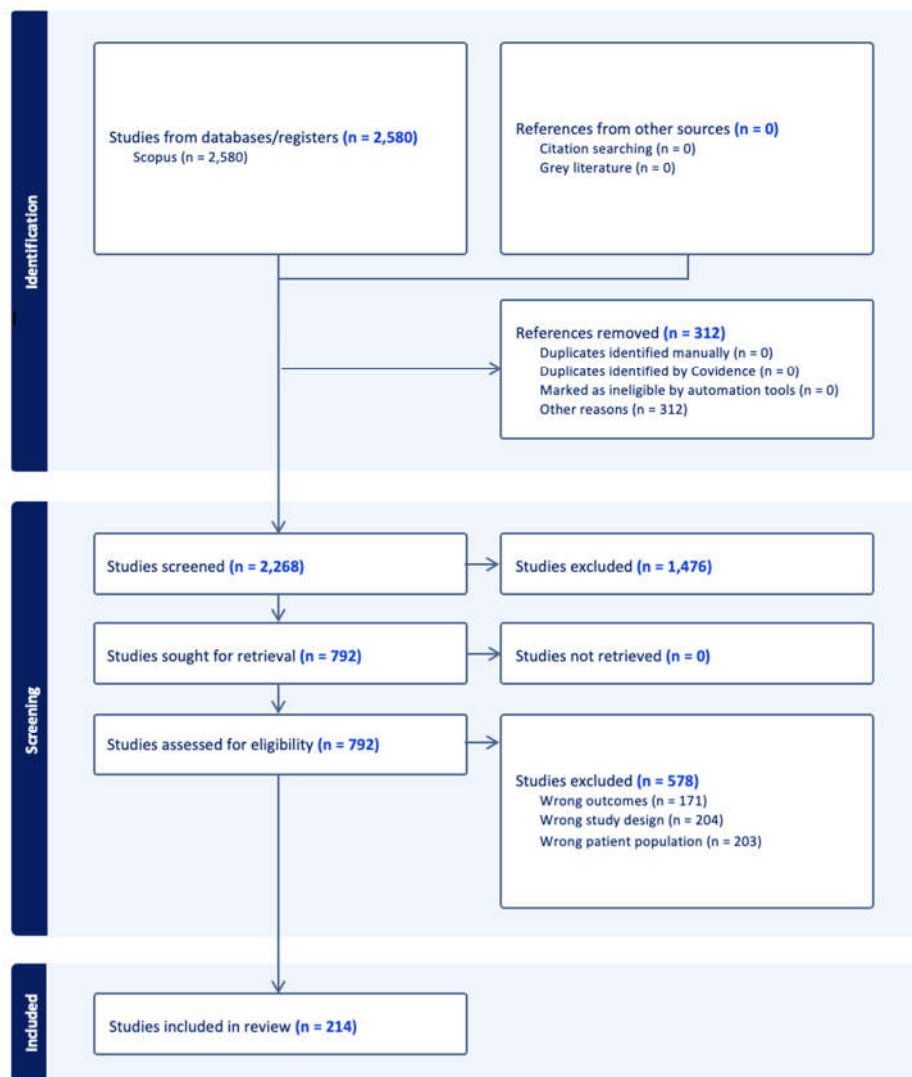 Identification
Studies from databases/registers (n = 2,580)
Scopus (n = 2,580)
References from other sources (n = 0)
Citation searching (n = 0)
Grey literature (n = 0)
References removed (n = 312)
Duplicates identified manually (n = 0)
Duplicates identified by Covidence (n = 0)
Marked as ineligible by automation tools (n = 0)
Other reasons (n = 312)
Screening
Studies screened (n = 2,268)
Studies excluded (n = 1,476)
Studies sought for retrieval (n = 792)
Studies not retrieved (n = 0)
Studies assessed for eligibility (n = 792)
Studies excluded (n = 578)
Wrong outcomes (n = 171)
Wrong study design (n = 204)
Wrong patient population (n = 203)
Included
Studies included in review (n = 214)